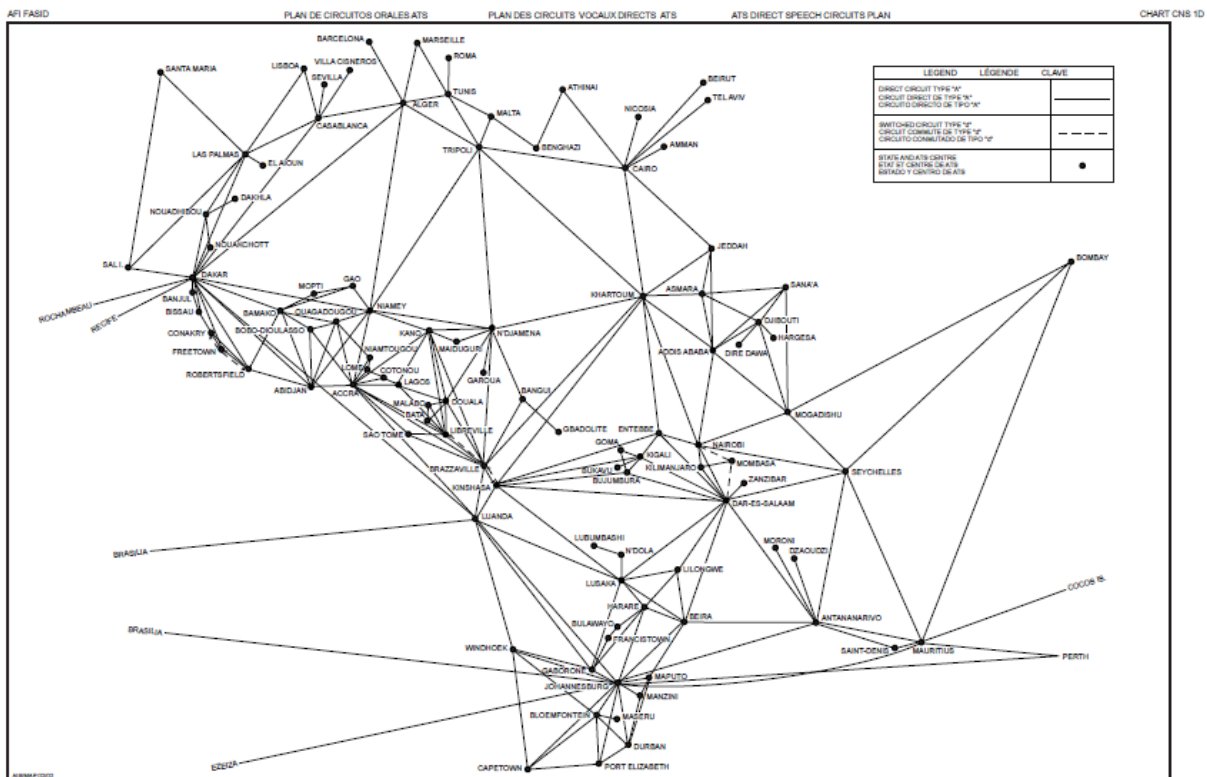 AFI FASID
PLAN DE CIRCUITOS ORALES ATS
PLAN DES CIRCUITS VOCAUX DIRECTS ATS
ATS DIRECT SPEECH CIRCUITS PLAN
CHART CNS 1D
LEGEND LÉGENDE CLAVE
DIRECT CIRCUIT TYPE "A"
CIRCUIT DIRECT DE TYPE "A"
CIRCUITO DIRECTO DE TIPO "A"
SWITCHED CIRCUIT TYPE "d"
CIRCUIT COMMUTE DE TYPE "d"
CIRCUITO CONMUTADO DE TIPO "d"
STATE AND ATS CENTRE
ETAT ET CENTRE DE ATS
ESTADO Y CENTRO DE ATS
BARCELONA
MARSEILLE
ROMA
LISBOA
VILLA CISNEROS
SEVILLA
SANTA MARIA
TUNIS
ATHINAI
BEIRUT
TEL AVIV
NICOSIA
ALGER
MALTA
CASABLANCA
AMMAN
TRIPOLI
BENGHAZI
LAS PALMAS
EL AIOUN
CAIRO
DAKHLA
NOUADHIBOU
NOUAKCHOTT
JEDDAH
SAL I.
DAKAR
BOMBAY
GAO
MOPTI
ASMARA
SANA'A
BANJUL
KHARTOUM
ROCHAMBEAU
RECIFE
BISSAU
BAMAKO
OUAGADOUGOU
NIAMEY
DJIBOUTI
CONAKRY
BOBO-DIOULASSO
KANO
N'DJAMENA
HARGESA
MAIDUGURI
FREETOWN
NIAMTOUGOU
ADDIS ABABA
DIRE DAWA
ROBERTSFIELD
LOME
COTONOU
GAROUA
ABIDJAN
ACCRA
LAGOS
BANGUI
MALABO
DOUALA
BATA
MOGADISHU
GBADOLITE
SAO TOME
LIBREVILLE
ENTEBBE
GOMA
NAIROBI
KIGALI
MOMBASA
BRAZZAVILLE
BUKAVU
KILIMANJARO
SEYCHELLES
BUJUMBURA
KINSHASA
ZANZIBAR
DAR-ES-SALAAM
LUANDA
LUBUMBASHI
MORONI
BRASILIA
N'DOLA
DZAOUDZI
LUSAKA
LILONGWE
COCOS IS.
HARARE
BRASILIA
BULAWAYO
BEIRA
ANTANANARIVO
FRANCISTOWN
WINDHOEK
SAINT-DENIS
MAURITIUS
PERTH
GABORONE
JOHANNESBURG
MAPUTO
MANZINI
BLOEMFONTEIN
MASERU
DURBAN
EZEIZA
CAPETOWN
PORT ELIZABETH